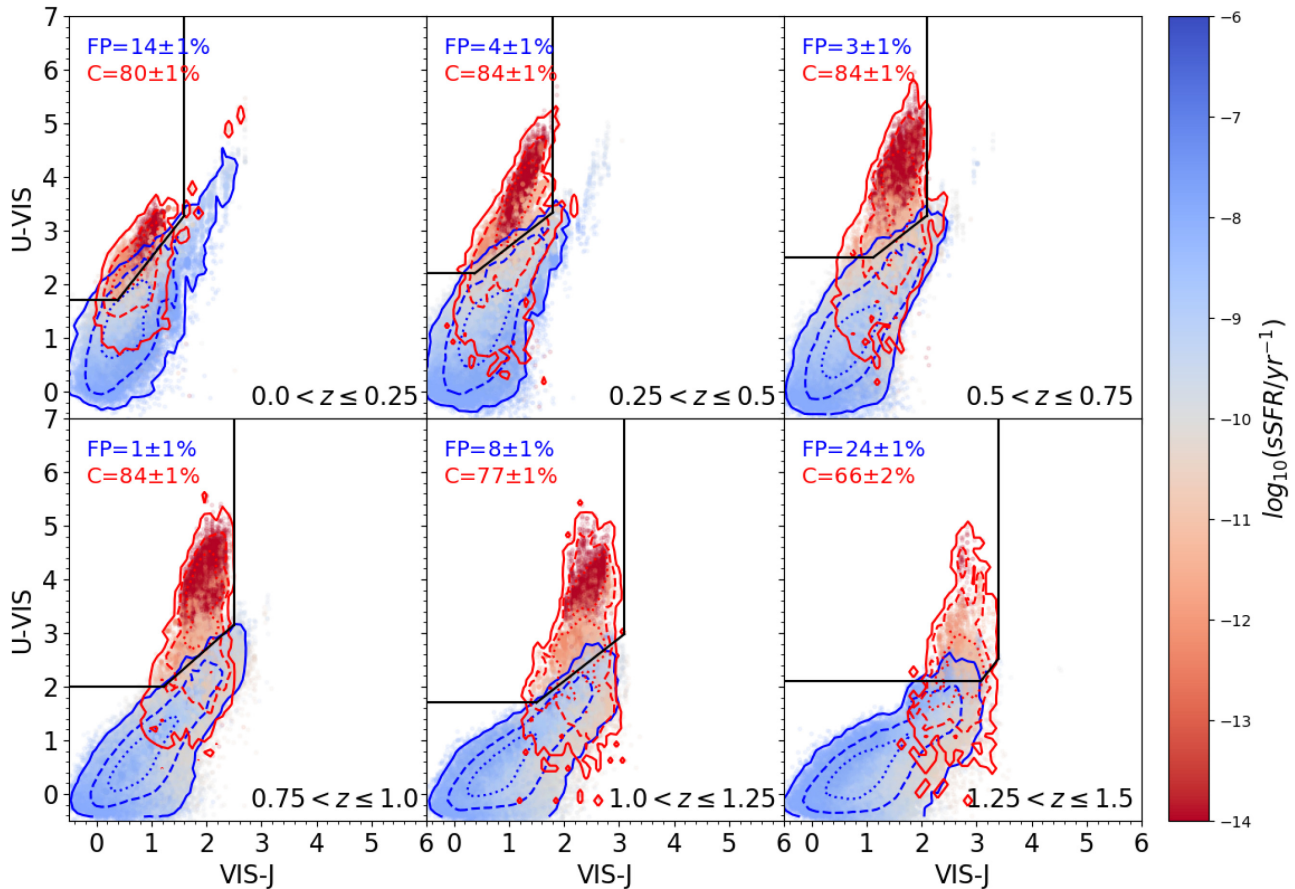 7
6
5
4
3
2
1
0
U-VIS
FP=14±1%
C=80±1%
0.0 < z ≤ 0.25
FP=4±1%
C=84±1%
0.25 < z ≤ 0.5
FP=3±1%
C=84±1%
0.5 < z ≤ 0.75
7
6
5
4
3
2
1
0
U-VIS
FP=1±1%
C=84±1%
0.75 < z ≤ 1.0
FP=8±1%
C=77±1%
1.0 < z ≤ 1.25
FP=24±1%
C=66±2%
1.25 < z ≤ 1.5
0 1 2 3 4 5 6 0 1 2 3 4 5 6 0 1 2 3 4 5 6
VIS-J VIS-J VIS-J
−6
−7
−8
−9
−10
−11
−12
−13
−14
log₁₀(sSFR/yr⁻¹)